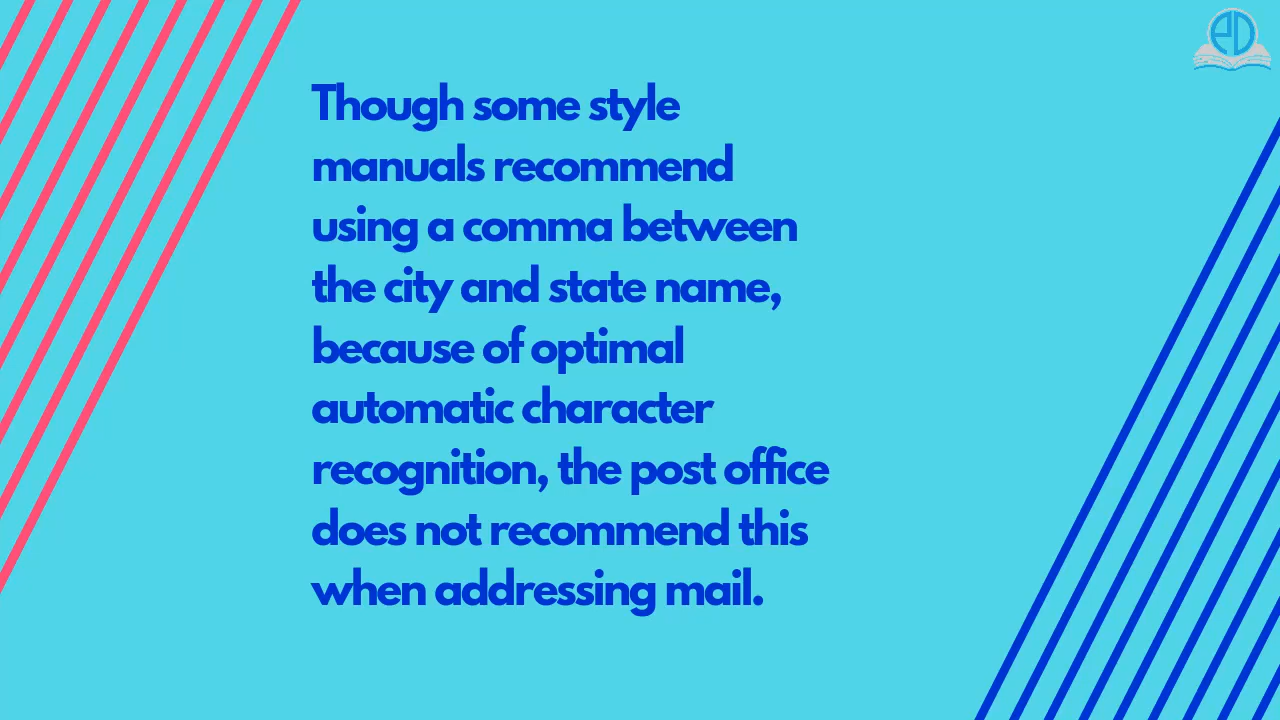 PD
Though some style
manuals recommend
using a comma between
the city and state name,
because of optimal
automatic character
recognition, the post office
does not recommend this
when addressing mail.